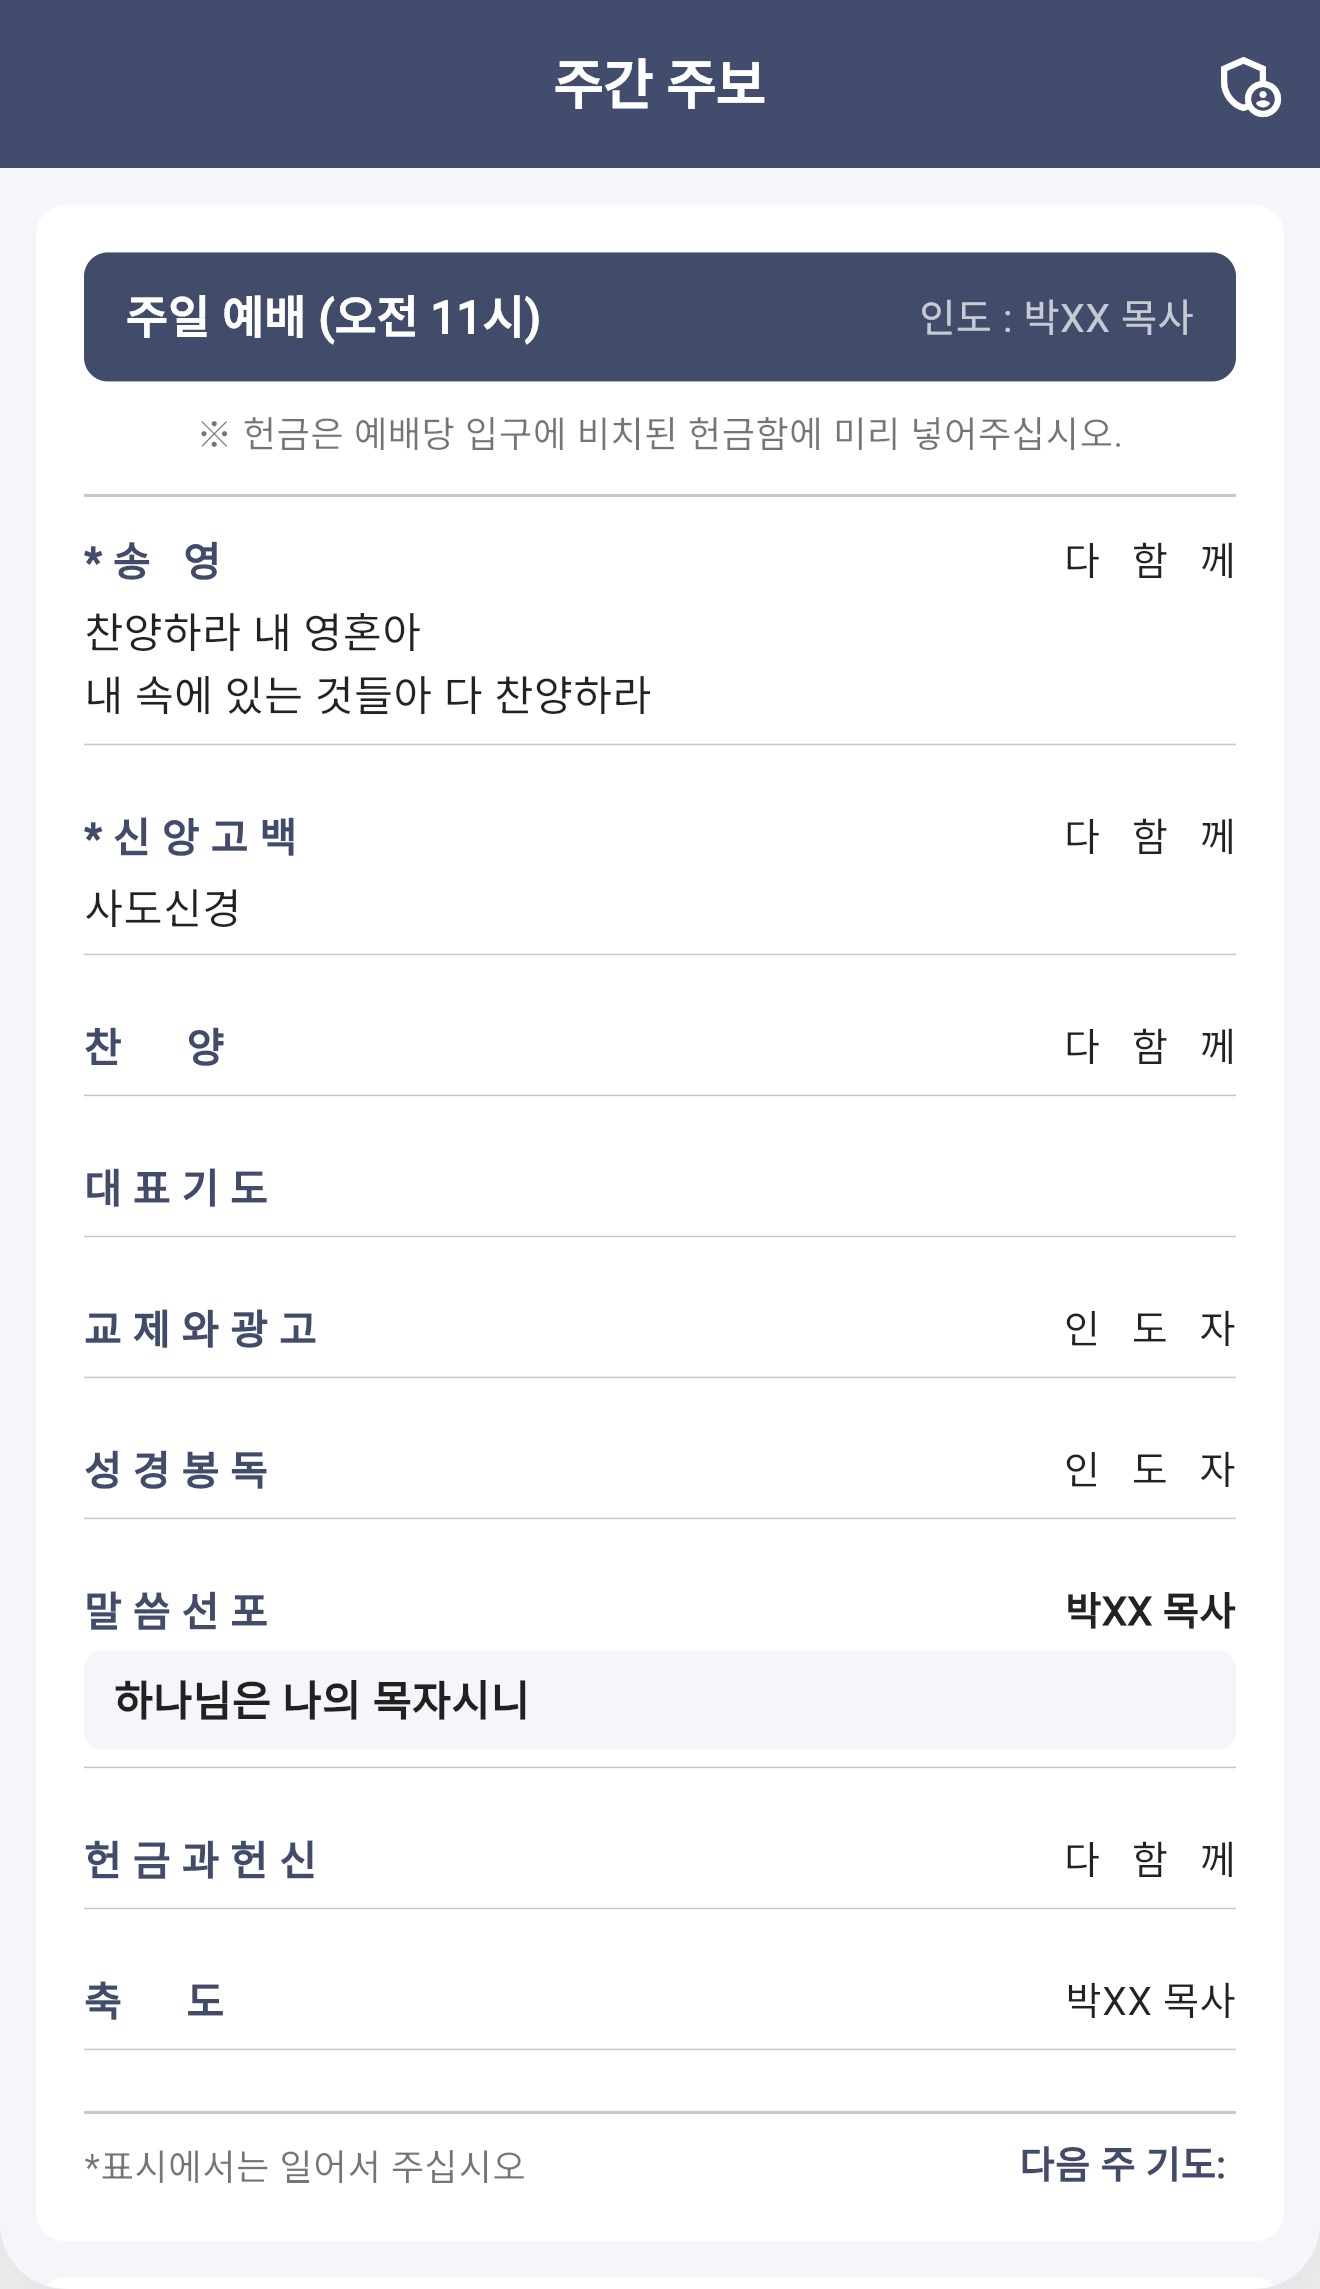 주간 주보
주일 예배 (오전 11시) 인도 : 박XX 목사
※ 헌금은 예배당 입구에 비치된 헌금함에 미리 넣어주십시오.
* 송 영 다 함 께
찬양하라 내 영혼아
내 속에 있는 것들아 다 찬양하라
* 신 앙 고 백 다 함 께
사도신경
찬 양 다 함 께
대 표 기 도
교 제 와 광 고 인 도 자
성 경 봉 독 인 도 자
말 씀 선 포 박XX 목사
하나님은 나의 목자시니
헌 금 과 헌 신 다 함 께
축 도 박XX 목사
*표시에서는 일어서 주십시오 다음 주 기도: